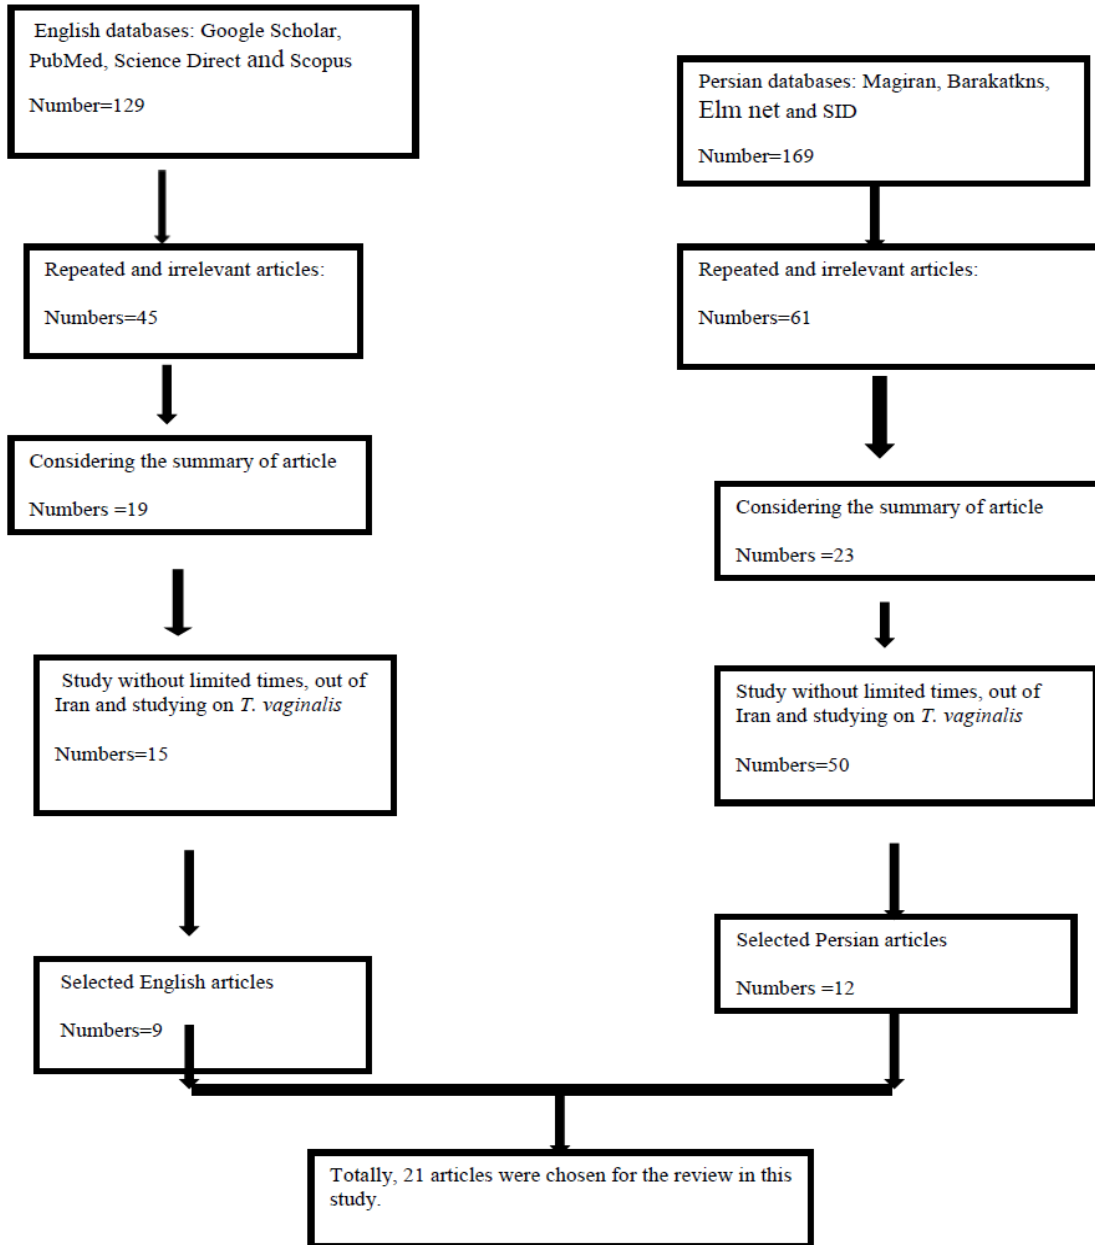 English databases: Google Scholar,
PubMed, Science Direct and Scopus
Number=129
Repeated and irrelevant articles:
Numbers=45
Considering the summary of article
Numbers =19
Study without limited times, out of
Iran and studying on T. vaginalis
Numbers=15
Selected English articles
Numbers=9
Persian databases: Magiran, Barakatkns,
Elm net and SID
Number=169
Repeated and irrelevant articles:
Numbers=61
Considering the summary of article
Numbers =23
Study without limited times, out of
Iran and studying on T. vaginalis
Numbers=50
Selected Persian articles
Numbers =12
Totally, 21 articles were chosen for the review in this
study.